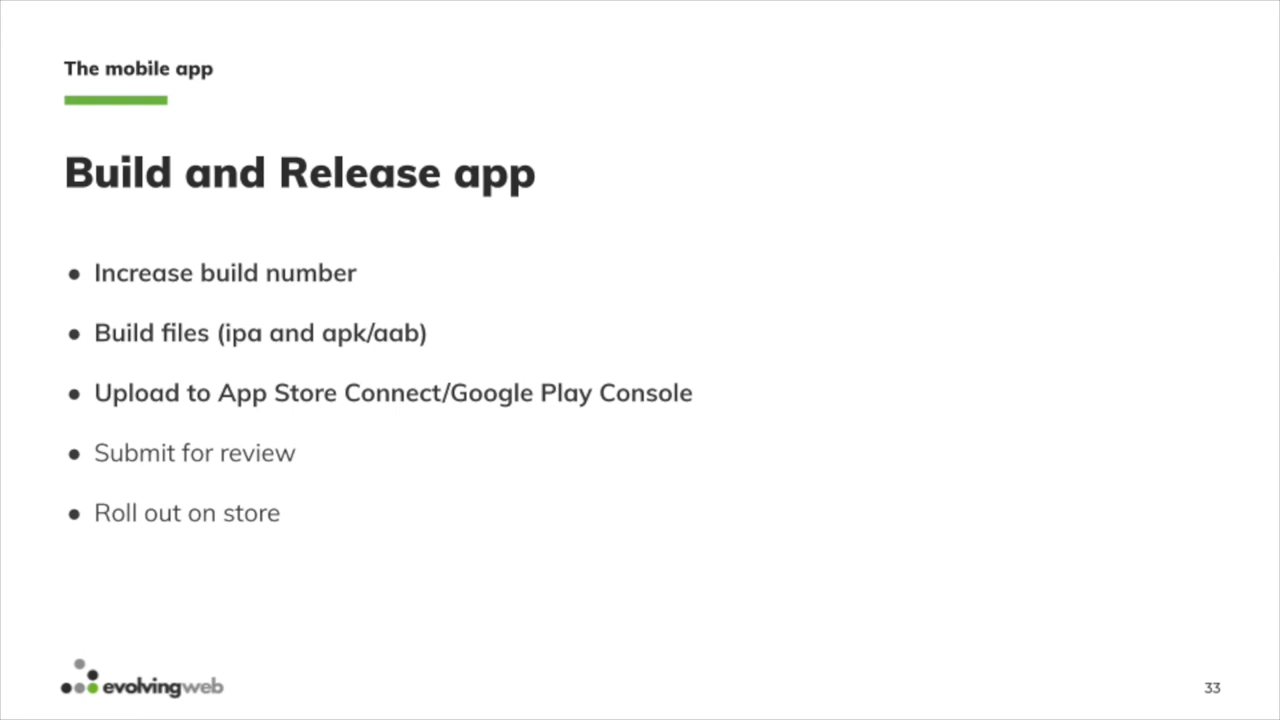 The mobile app
Build and Release app
● Increase build number
● Build files (ipa and apk/aab)
● Upload to App Store Connect/Google Play Console
● Submit for review
● Roll out on store
evolvingweb
33